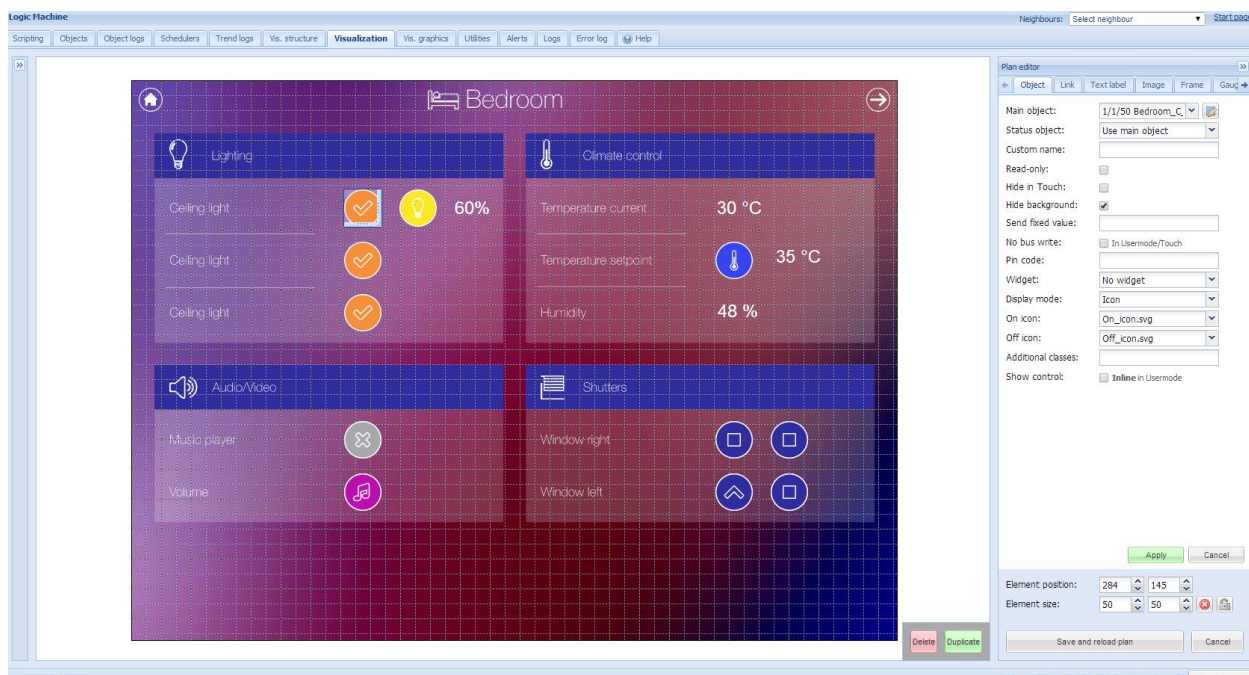 Logic Machine
Neighbours: Select neighbour Start page
Scripting Objects Object logs Schedulers Trend logs Vis. structure Visualization Vis. graphics Utilities Alerts Logs Error log Help
Plan editor
Object Link Text label Image Frame Gaug
Bedroom
Lighting
Ceiling light 60%
Ceiling light
Ceiling light
Climate control
Temperature current 30 °C
Temperature setpoint 35 °C
Humidity 48 %
Audio/Video
Music player
Volume
Shutters
Window right
Window left
Main object: 1/1/50 Bedroom_C_
Status object: Use main object
Custom name:
Read-only:
Hide in Touch:
Hide background:
Send fixed value:
No bus write: In Usermode/Touch
Pin code:
Widget: No widget
Display mode: Icon
On icon: On_icon.svg
Off icon: Off_icon.svg
Additional classes:
Show control: Inline in Usermode
Apply Cancel
Element position: 284 145
Element size: 50 50
Delete Duplicate
Save and reload plan Cancel